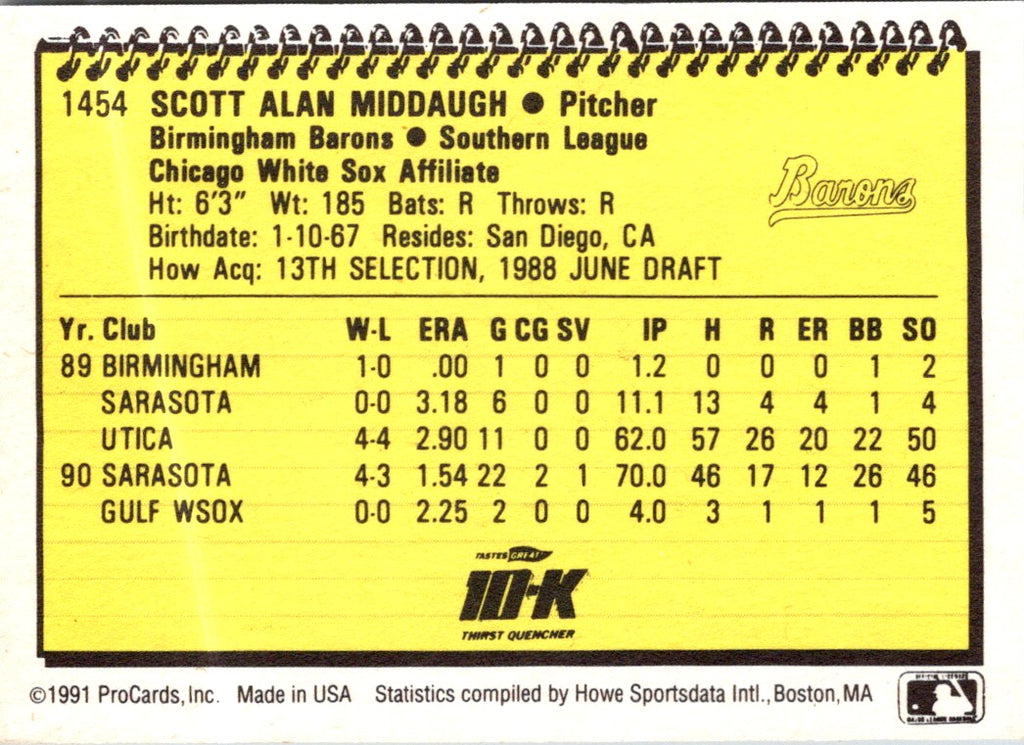 1454 SCOTT ALAN MIDDAUGH ● Pitcher
Birmingham Barons ● Southern League
Chicago White Sox Affiliate
Barons
Ht: 6'3" Wt: 185 Bats: R Throws: R
Birthdate: 1-10-67 Resides: San Diego, CA
How Acq: 13TH SELECTION, 1988 JUNE DRAFT
Yr. Club W-L ERA G CG SV IP H R ER BB SO
89 BIRMINGHAM 1-0 .00 1 0 0 1.2 0 0 0 1 2
SARASOTA 0-0 3.18 6 0 0 11.1 13 4 4 1 4
UTICA 4-4 2.90 11 0 0 62.0 57 26 20 22 50
90 SARASOTA 4-3 1.54 22 2 1 70.0 46 17 12 26 46
GULF WSOX 0-0 2.25 2 0 0 4.0 3 1 1 1 5
TASTES GREAT
10-K
THIRST QUENCHER
©1991 ProCards, Inc. Made in USA Statistics compiled by Howe Sportsdata Intl., Boston, MA